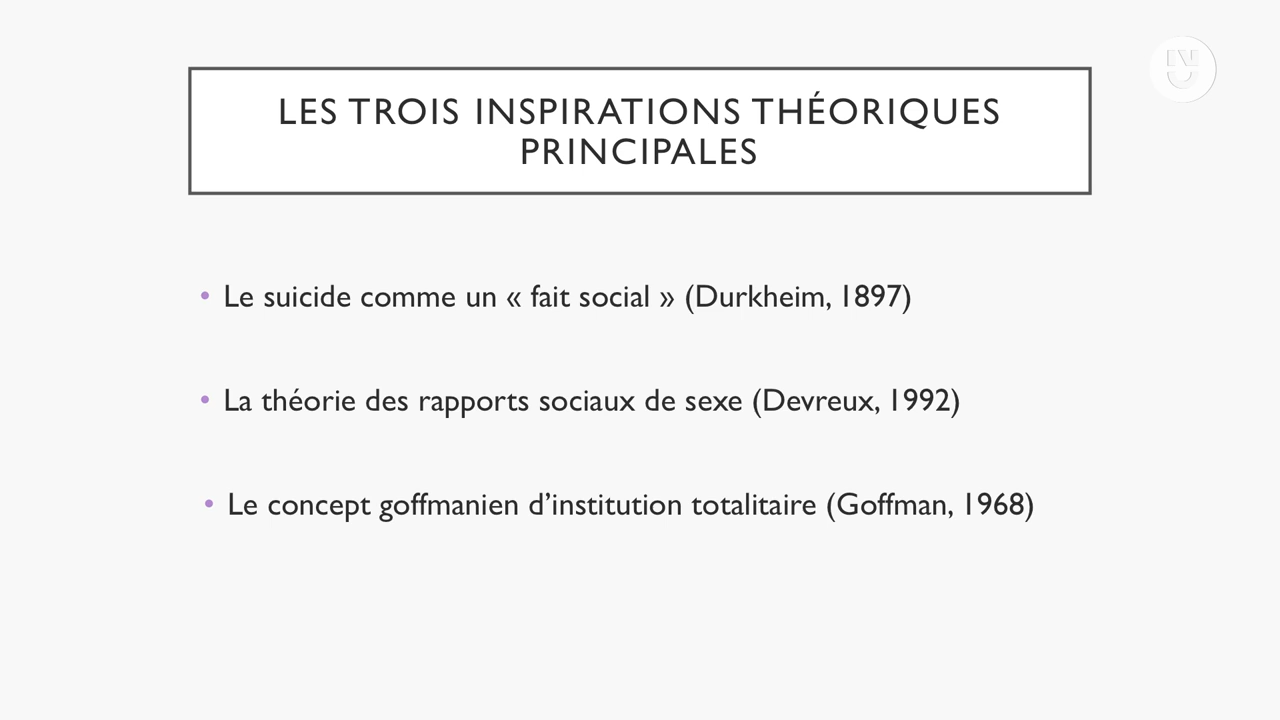 LES TROIS INSPIRATIONS THÉORIQUES
PRINCIPALES
• Le suicide comme un « fait social » (Durkheim, 1897)
• La théorie des rapports sociaux de sexe (Devreux, 1992)
• Le concept goffmanien d’institution totalitaire (Goffman, 1968)